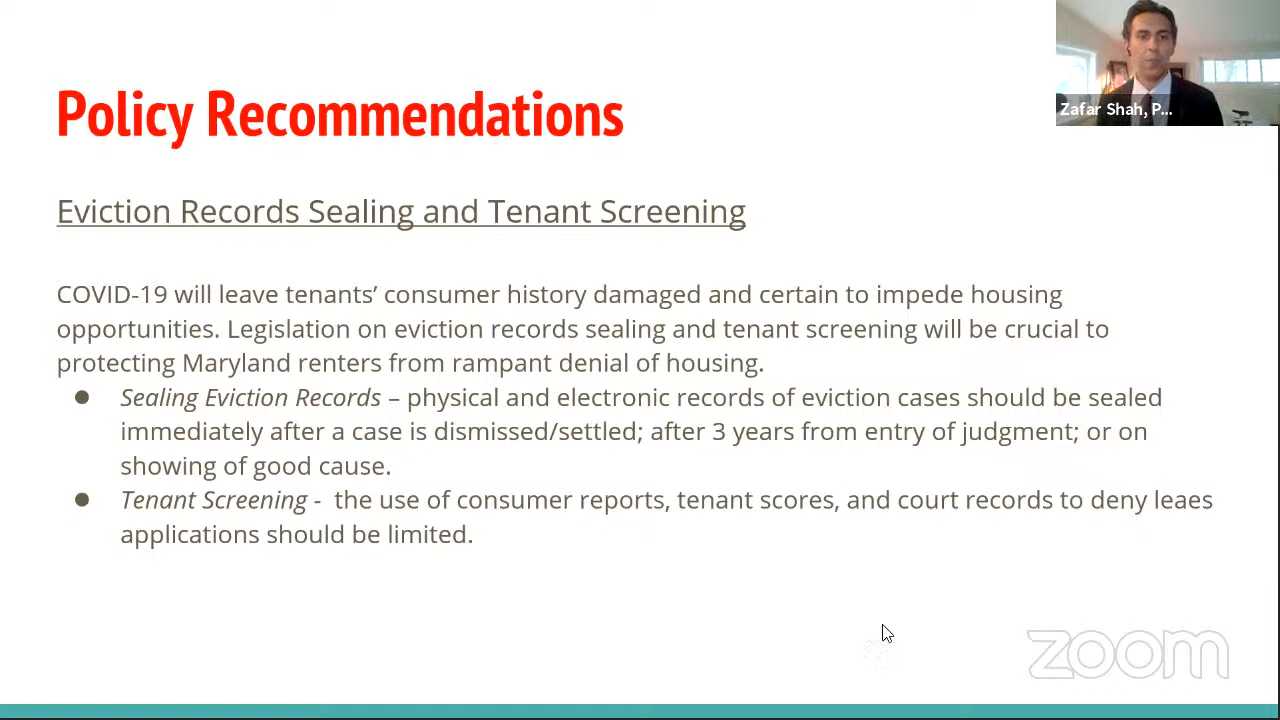 Zafar Shah, P...
Policy Recommendations
Eviction Records Sealing and Tenant Screening
COVID-19 will leave tenants’ consumer history damaged and certain to impede housing
opportunities. Legislation on eviction records sealing and tenant screening will be crucial to
protecting Maryland renters from rampant denial of housing.
● Sealing Eviction Records – physical and electronic records of eviction cases should be sealed
immediately after a case is dismissed/settled; after 3 years from entry of judgment; or on
showing of good cause.
● Tenant Screening - the use of consumer reports, tenant scores, and court records to deny leaes
applications should be limited.
zoom